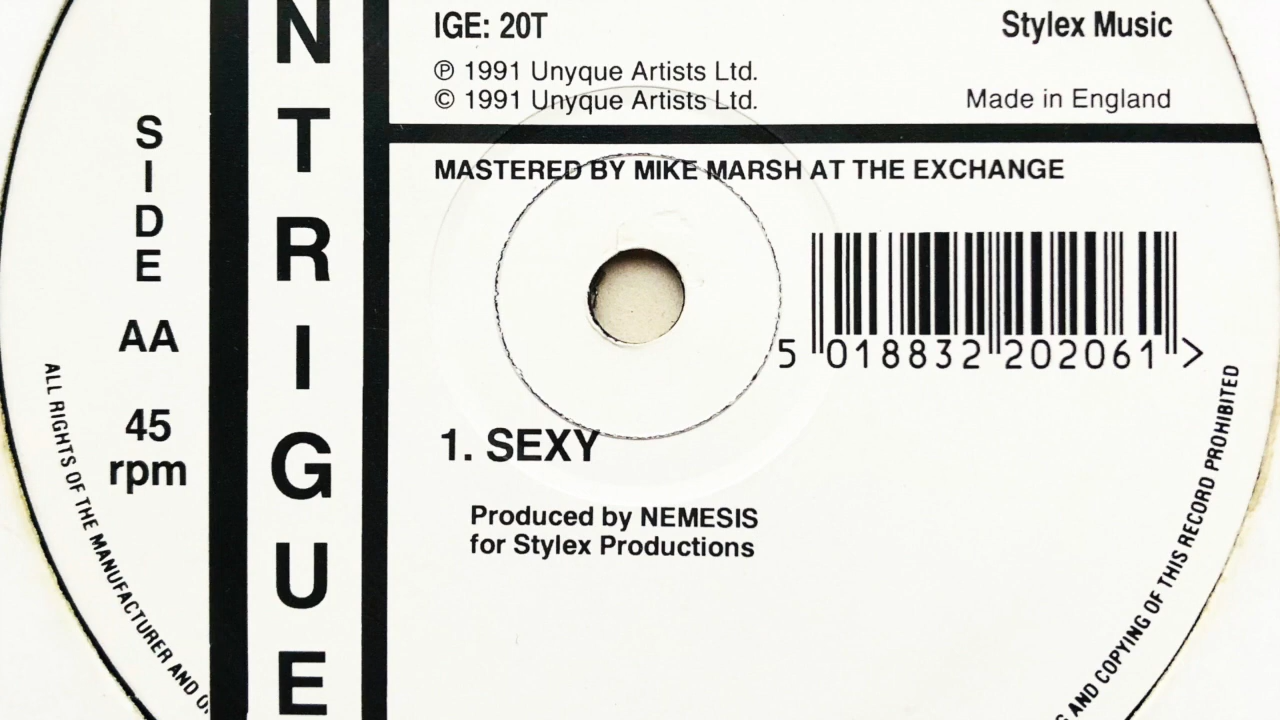 NTRIGUE
SIDE
AA
45
rpm
IGE: 20T
Stylex Music
℗ 1991 Unyque Artists Ltd.
© 1991 Unyque Artists Ltd.
Made in England
MASTERED BY MIKE MARSH AT THE EXCHANGE
5 018832 202061 >
1. SEXY
Produced by NEMESIS
for Stylex Productions
ALL RIGHTS OF THE MANUFACTURER AND
AND COPYING OF THIS RECORD PROHIBITED